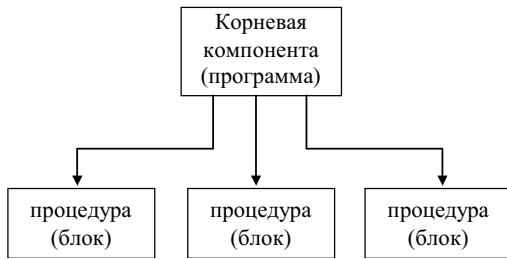 Корневая
компонента
(программа)
процедура
(блок)
процедура
(блок)
процедура
(блок)